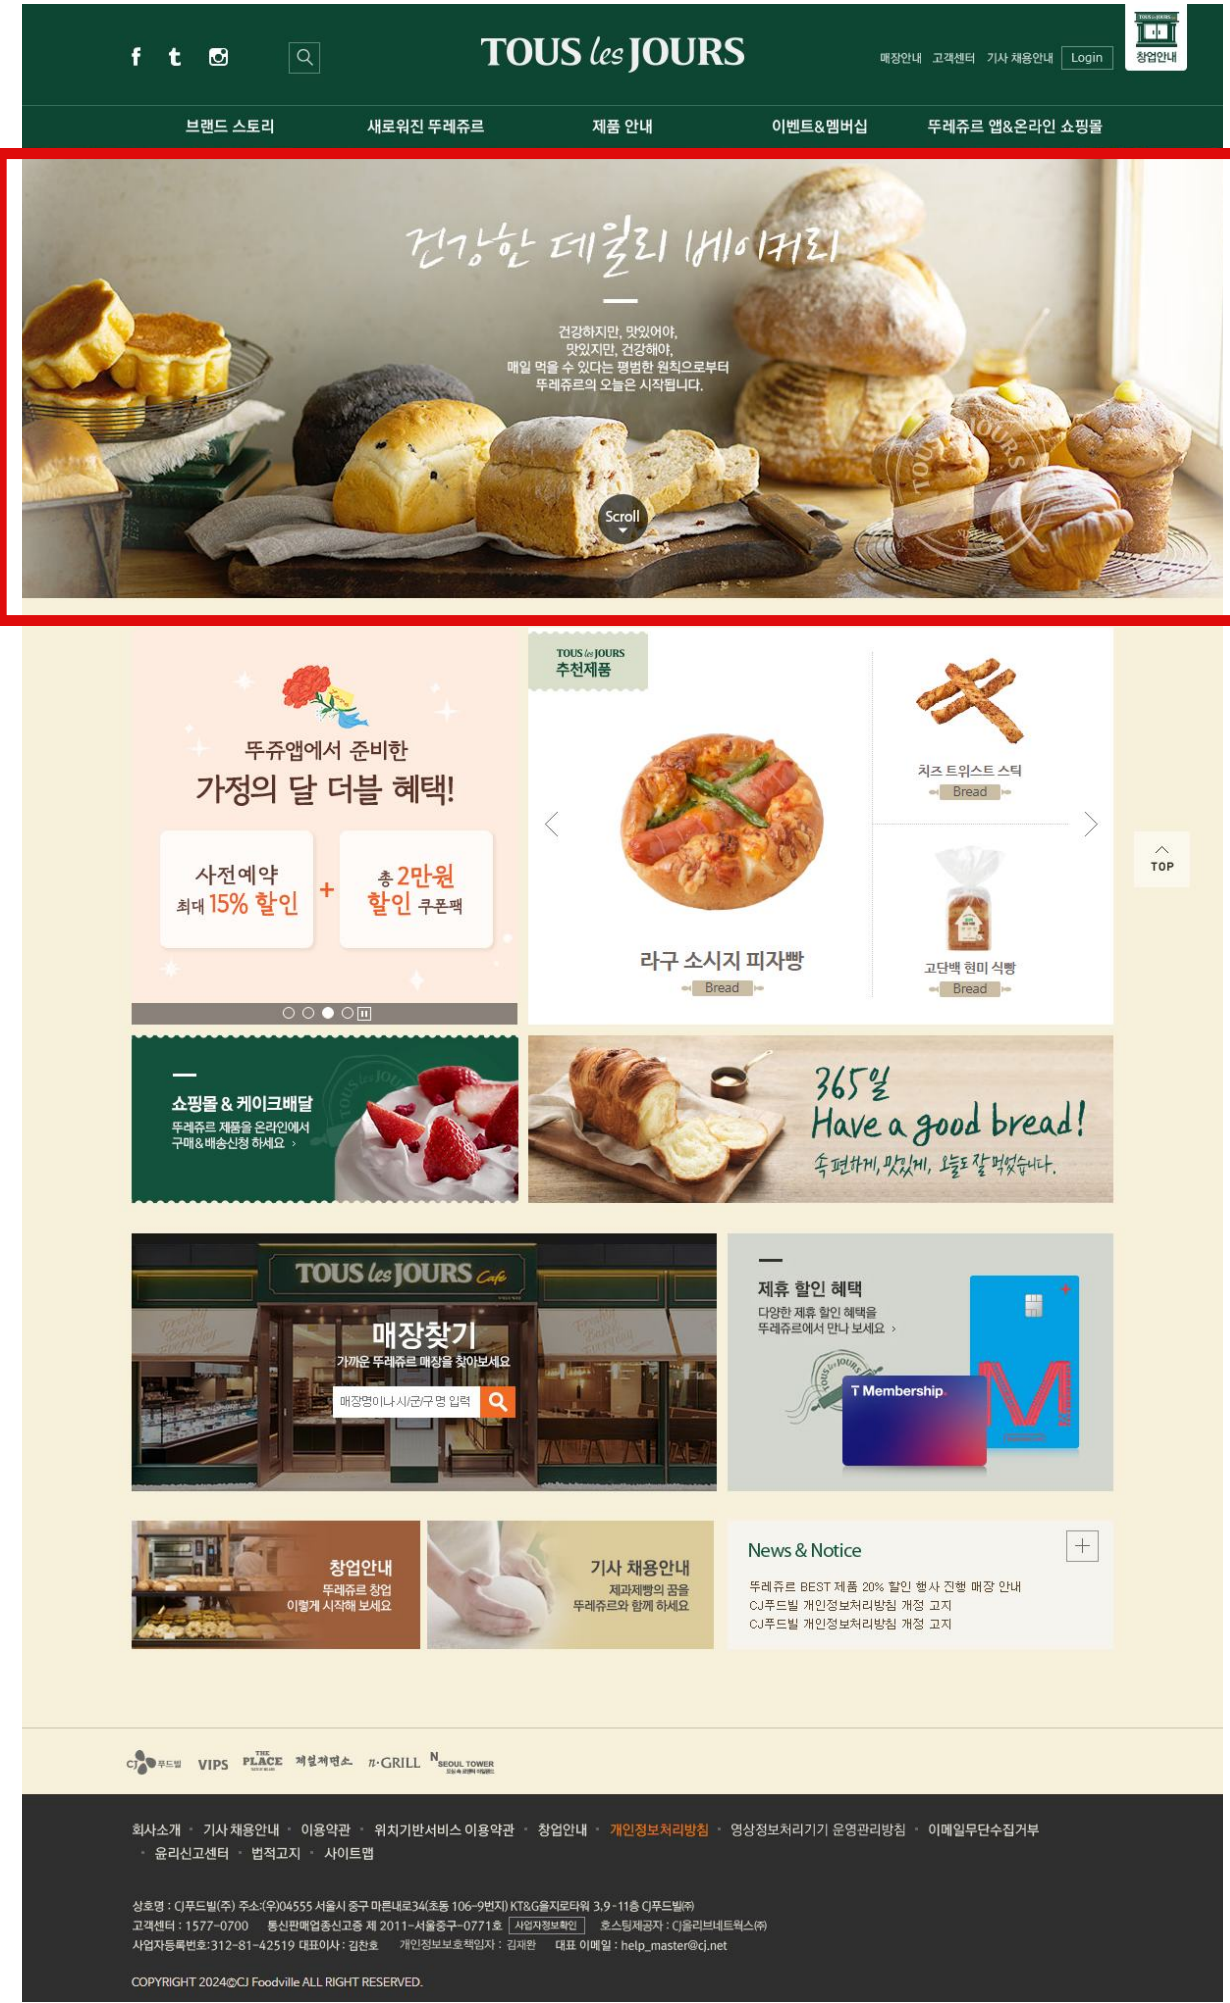 TOUS les JOURS
매장안내 고객센터 기사 채용안내 Login
창업안내
브랜드 스토리 새로워진 뚜레쥬르 제품 안내 이벤트&멤버십 뚜레쥬르 앱&온라인 쇼핑몰
건강한 데일리 베이커리
건강하지만, 맛있어야,
맛있지만, 건강해야,
매일 먹을 수 있다는 평범한 원칙으로부터
뚜레쥬르의 오늘은 시작됩니다.
TOUS les JOURS
Scroll
뚜쥬앱에서 준비한
가정의 달 더블 혜택!
사전예약
최대 15% 할인
+
총 2만원
할인 쿠폰팩
TOUS les JOURS
추천제품
라구 소시지 피자빵
Bread
치즈 트위스트 스틱
Bread
고단백 현미 식빵
Bread
TOP
쇼핑몰 & 케이크배달
뚜레쥬르 제품을 온라인에서
구매&배송신청 하세요 >
365일
Have a good bread!
속 편하게, 맛있게, 오늘도 잘 먹었습니다.
TOUS les JOURS Cafe
매장찾기
가까운 뚜레쥬르 매장을 찾아보세요
매장명이나 시/군/구 명 입력
제휴 할인 혜택
다양한 제휴 할인 혜택을
뚜레쥬르에서 만나 보세요 >
TOUS les JOURS
T Membership.
창업안내
뚜레쥬르 창업
이렇게 시작해 보세요
기사 채용안내
제과제빵의 꿈을
뚜레쥬르와 함께 하세요
News & Notice
뚜레쥬르 BEST 제품 20% 할인 행사 진행 매장 안내
CJ푸드빌 개인정보처리방침 개정 고지
CJ푸드빌 개인정보처리방침 개정 고지
CJ 푸드빌 VIPS THE PLACE 제일제면소 n·GRILL N SEOUL TOWER
회사소개 기사 채용안내 이용약관 위치기반서비스 이용약관 창업안내 개인정보처리방침 영상정보처리기기 운영관리방침 이메일무단수집거부
윤리신고센터 법적고지 사이트맵
상호명 : CJ푸드빌(주) 주소:(우)04555 서울시 중구 마른내로34(초동 106-9번지) KT&G을지로타워 3,9-11층 CJ푸드빌㈜
고객센터 : 1577-0700 통신판매업종신고증 제 2011-서울중구-0771호 사업자정보확인 호스팅제공자 : CJ올리브네트웍스㈜
사업자등록번호:312-81-42519 대표이사 : 김찬호 개인정보보호책임자 : 김재완 대표 이메일 : help_master@cj.net
COPYRIGHT 2024©CJ Foodville ALL RIGHT RESERVED.